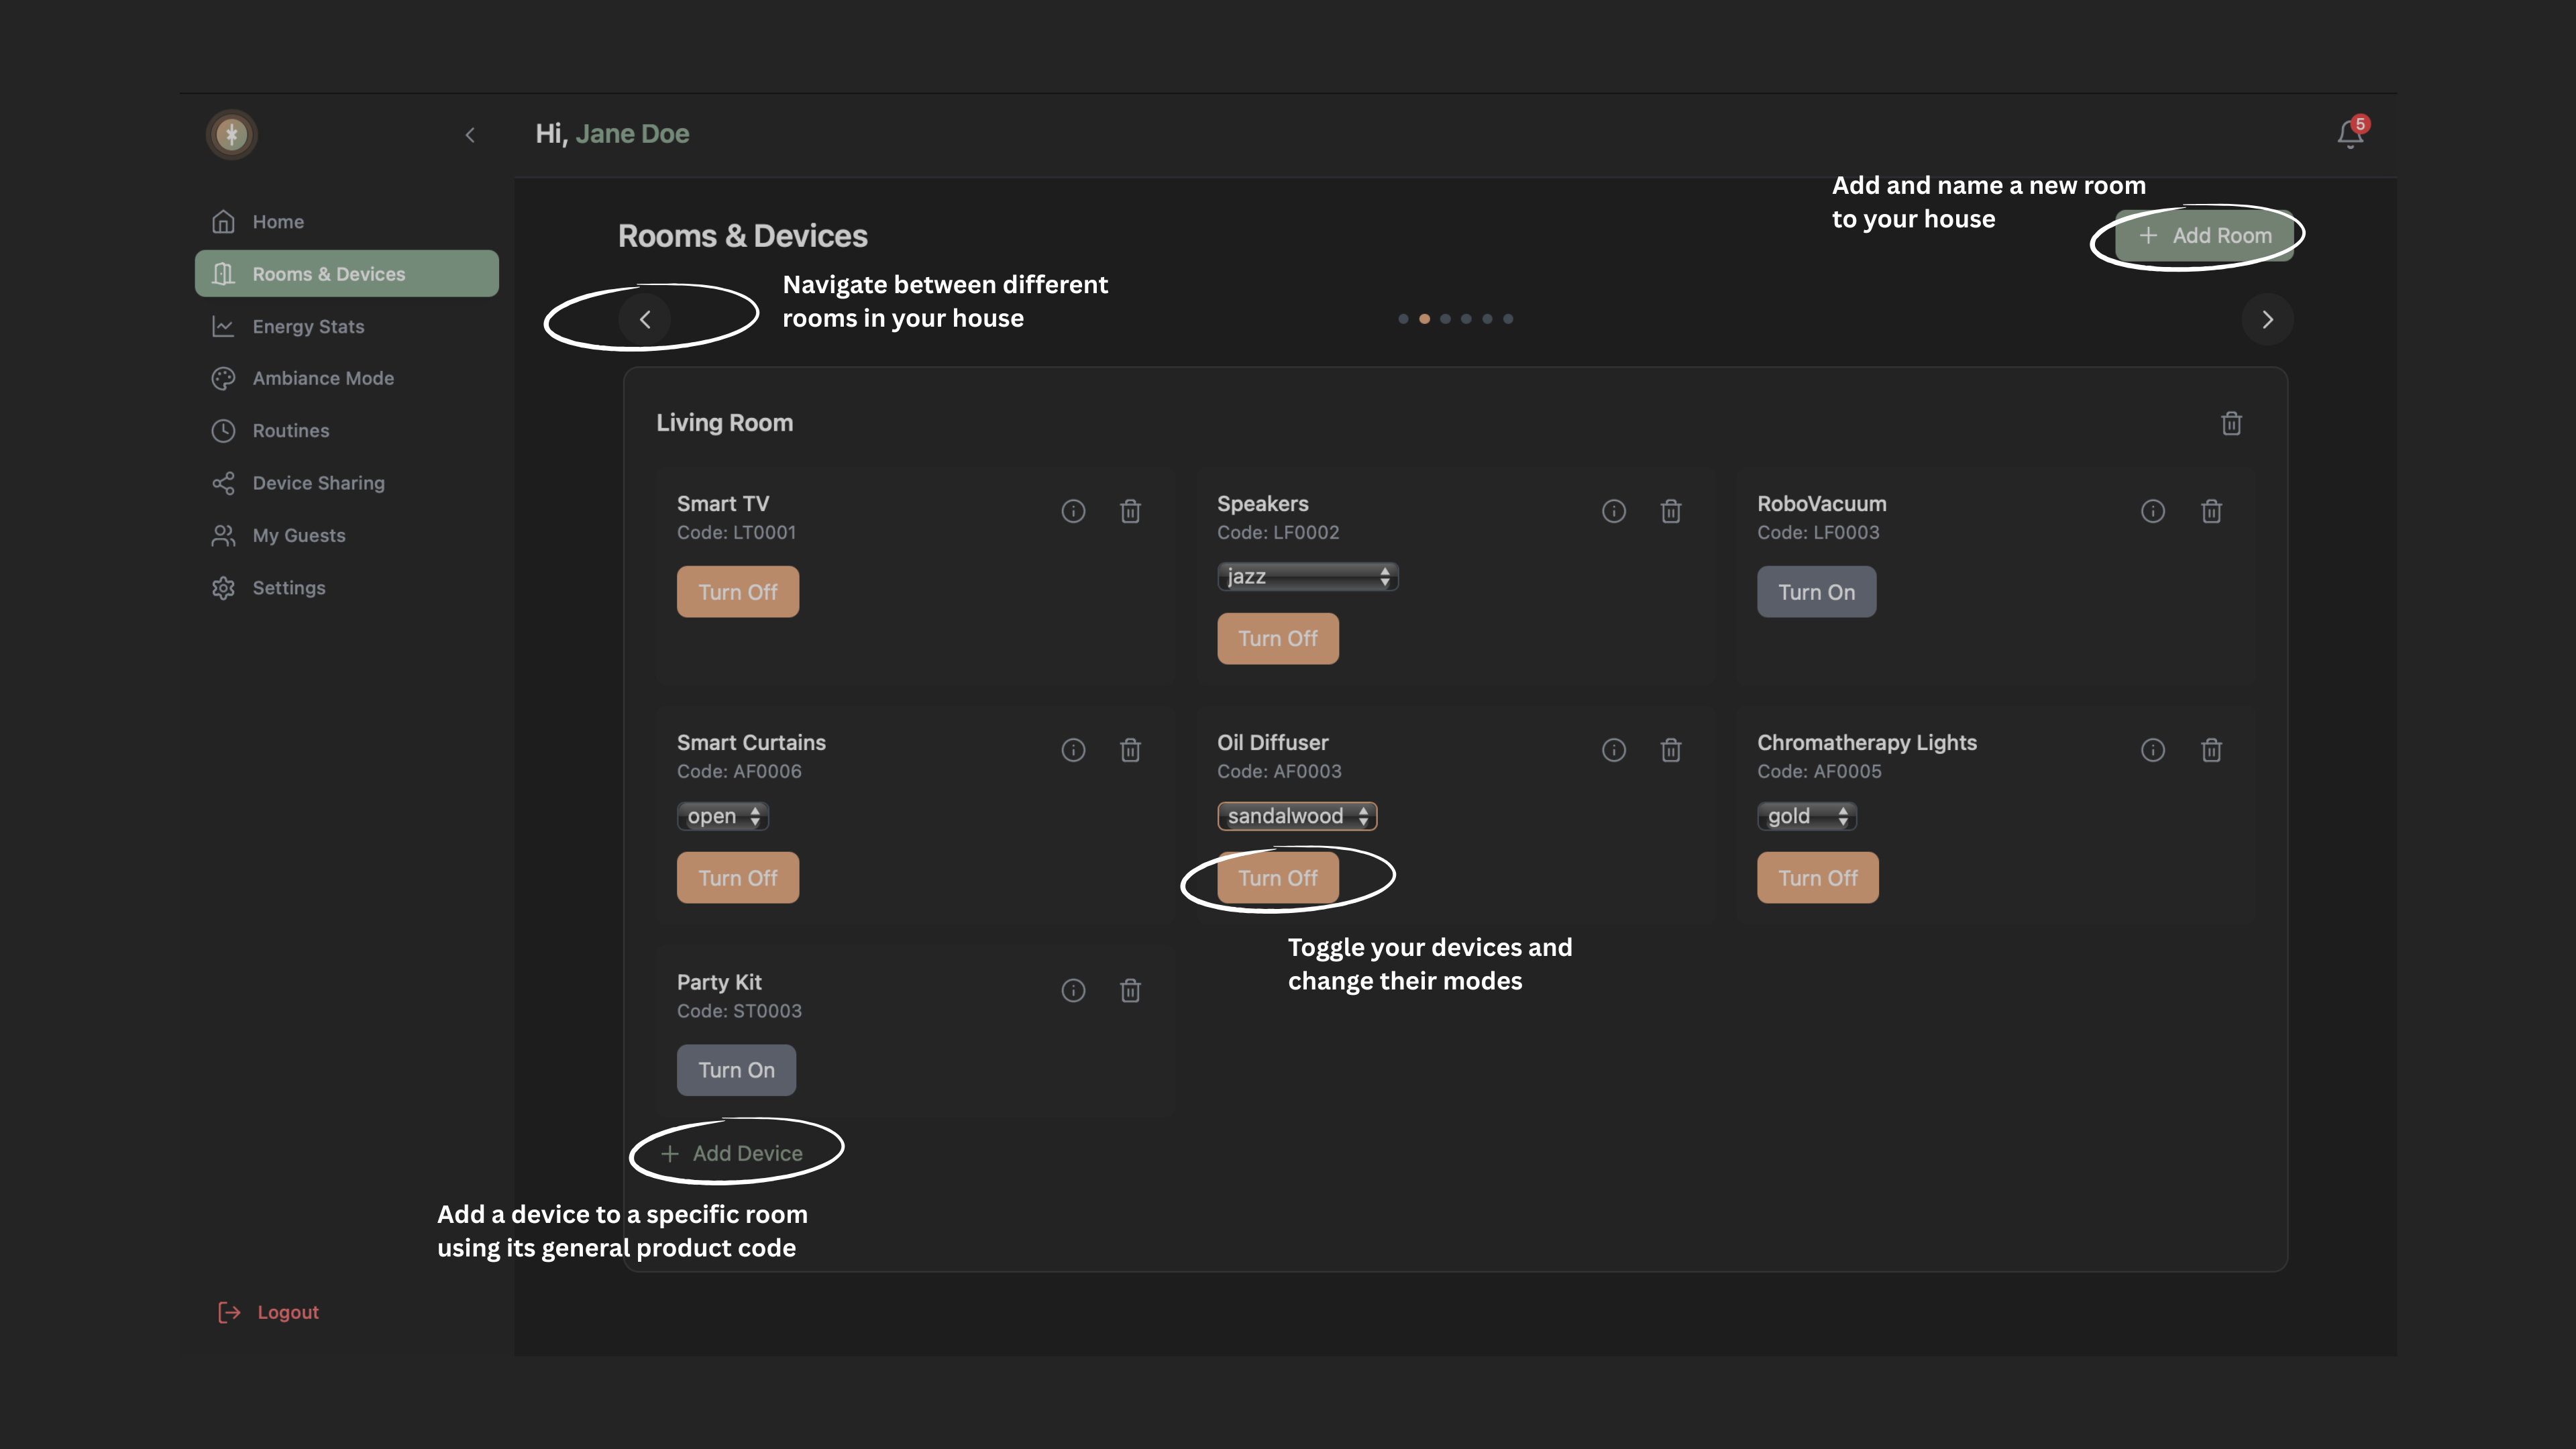 Hi, Jane Doe
5
Home
Rooms & Devices
Energy Stats
Ambiance Mode
Routines
Device Sharing
My Guests
Settings
Logout
Rooms & Devices
Add and name a new room
to your house
+ Add Room
Navigate between different
rooms in your house
Living Room
Smart TV
Code: LT0001
Turn Off
Speakers
Code: LF0002
jazz
Turn Off
RoboVacuum
Code: LF0003
Turn On
Smart Curtains
Code: AF0006
open
Turn Off
Oil Diffuser
Code: AF0003
sandalwood
Turn Off
Chromatherapy Lights
Code: AF0005
gold
Turn Off
Toggle your devices and
change their modes
Party Kit
Code: ST0003
Turn On
+ Add Device
Add a device to a specific room
using its general product code